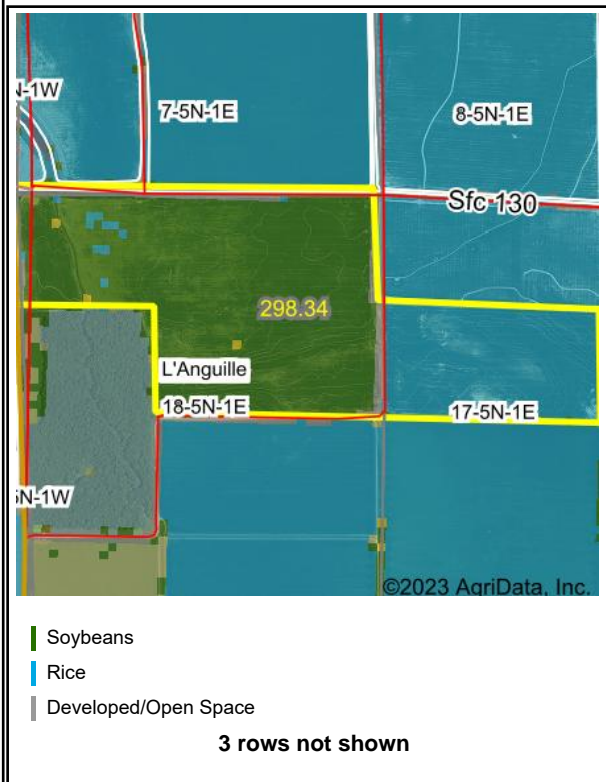 N-1W
7-5N-1E
8-5N-1E
Sfc 130
298.34
L'Anguille
18-5N-1E
17-5N-1E
5N-1W
©2023 AgriData, Inc.
Soybeans
Rice
Developed/Open Space
3 rows not shown